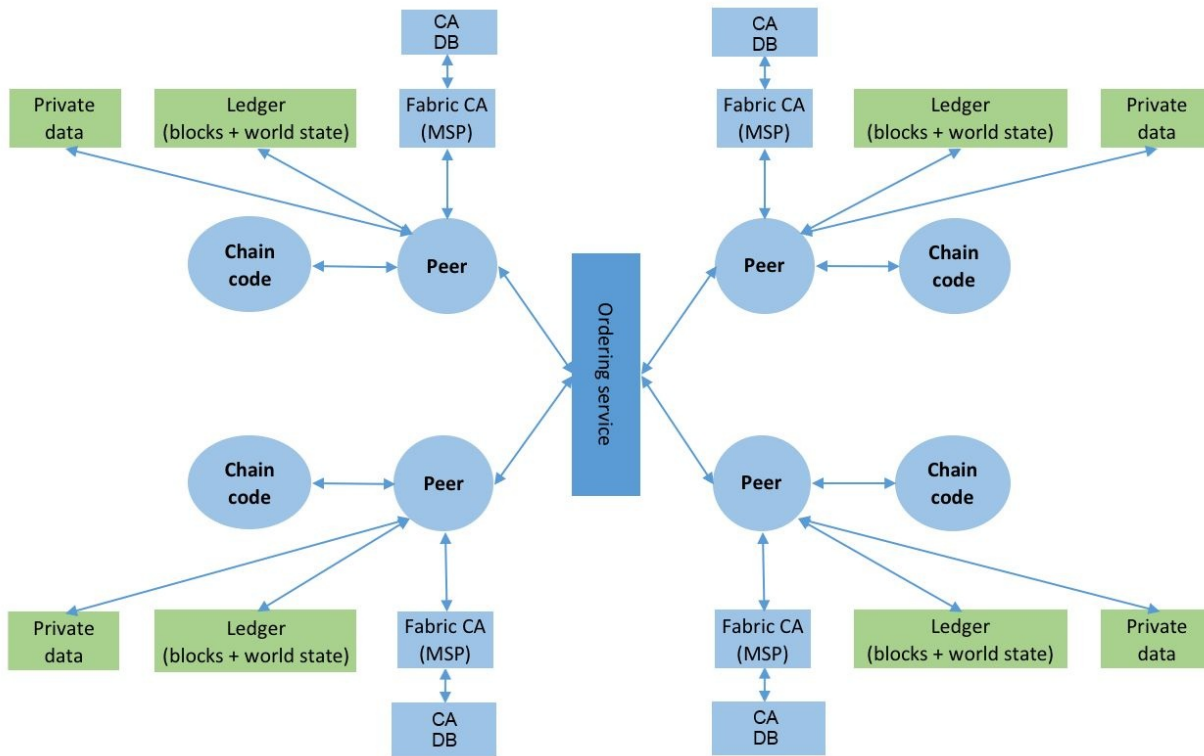 CA
DB
CA
DB
Private
data
Ledger
(blocks + world state)
Fabric CA
(MSP)
Fabric CA
(MSP)
Ledger
(blocks + world state)
Private
data
Chain
code
Peer
Peer
Chain
code
Ordering service
Chain
code
Peer
Peer
Chain
code
Private
data
Ledger
(blocks + world state)
Fabric CA
(MSP)
Fabric CA
(MSP)
Ledger
(blocks + world state)
Private
data
CA
DB
CA
DB